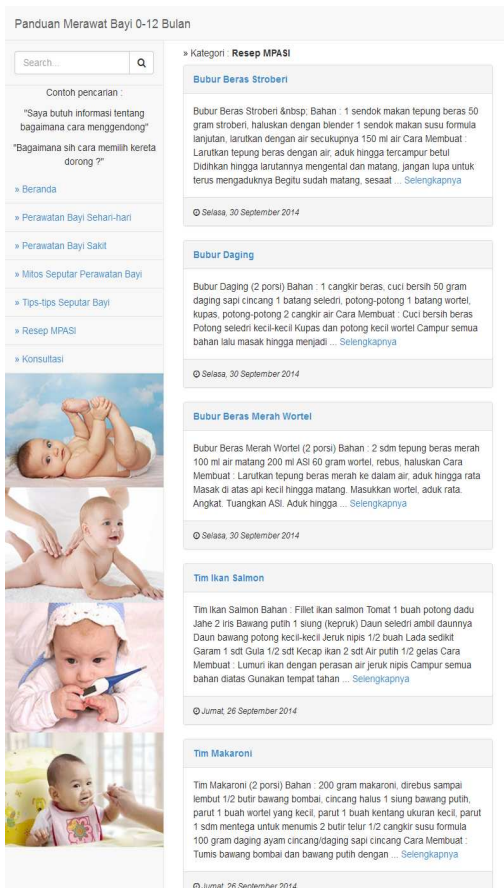 Panduan Merawat Bayi 0-12 Bulan
Search...
Contoh pencarian :
"Saya butuh informasi tentang
bagaimana cara menggendong"
"Bagaimana sih cara memilih kereta
dorong ?"
» Beranda
» Perawatan Bayi Sehari-hari
» Perawatan Bayi Sakit
» Mitos Seputar Perawatan Bayi
» Tips-tips Seputar Bayi
» Resep MPASI
» Konsultasi
» Kategori : Resep MPASI
Bubur Beras Stroberi
Bubur Beras Stroberi &nbsp; Bahan : 1 sendok makan tepung beras 50
gram stroberi, haluskan dengan blender 1 sendok makan susu formula
lanjutan, larutkan dengan air secukupnya 150 ml air Cara Membuat :
Larutkan tepung beras dengan air, aduk hingga tercampur betul
Didihkan hingga larutannya mengental dan matang, jangan lupa untuk
terus mengaduknya Begitu sudah matang, sesaat ... Selengkapnya
Selasa, 30 September 2014
Bubur Daging
Bubur Daging (2 porsi) Bahan : 1 cangkir beras, cuci bersih 50 gram
daging sapi cincang 1 batang seledri, potong-potong 1 batang wortel,
kupas, potong-potong 2 cangkir air Cara Membuat : Cuci bersih beras
Potong seledri kecil-kecil Kupas dan potong kecil wortel Campur semua
bahan lalu masak hingga menjadi ... Selengkapnya
Selasa, 30 September 2014
Bubur Beras Merah Wortel
Bubur Beras Merah Wortel (2 porsi) Bahan : 2 sdm tepung beras merah
100 ml air matang 200 ml ASI 60 gram wortel, rebus, haluskan Cara
Membuat : Larutkan tepung beras merah ke dalam air, aduk hingga rata
Masak di atas api kecil hingga matang. Masukkan wortel, aduk rata.
Angkat. Tuangkan ASI. Aduk hingga ... Selengkapnya
Selasa, 30 September 2014
Tim Ikan Salmon
Tim Ikan Salmon Bahan : Fillet ikan salmon Tomat 1 buah potong dadu
Jahe 2 iris Bawang putih 1 siung (kepruk) Daun seledri ambil daunnya
Daun bawang potong kecil-kecil Jeruk nipis 1/2 buah Lada sedikit
Garam 1 sdt Gula 1/2 sdt Kecap ikan 2 sdt Air putih 1/2 gelas Cara
Membuat : Lumuri ikan dengan perasan air jeruk nipis Campur semua
bahan diatas Gunakan tempat tahan ... Selengkapnya
Jumat, 26 September 2014
Tim Makaroni
Tim Makaroni (2 porsi) Bahan : 200 gram makaroni, direbus sampai
lembut 1/2 butir bawang bombai, cincang halus 1 siung bawang putih,
parut 1 buah wortel yang kecil, parut 1 buah kentang ukuran kecil, parut
1 sdm mentega untuk menumis 2 butir telur 1/2 cangkir susu formula
100 gram daging ayam cincang/daging sapi cincang Cara Membuat :
Tumis bawang bombai dan bawang putih dengan ... Selengkapnya
Jumat, 26 September 2014